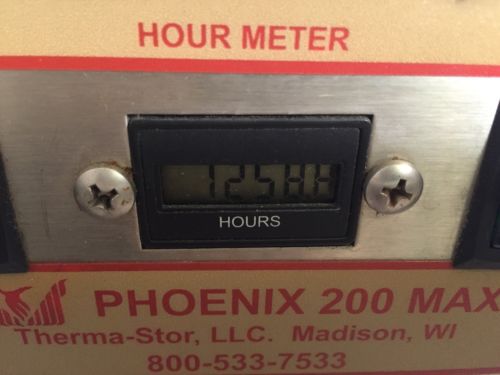 HOUR METER
HOURS
PHOENIX 200 MAX
Therma-Stor, LLC. Madison, WI
800-533-7533